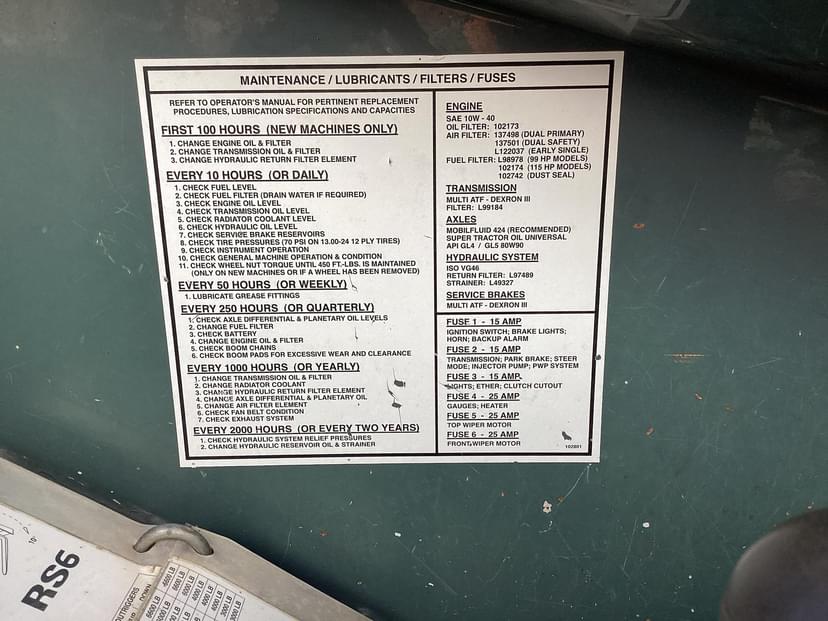 MAINTENANCE / LUBRICANTS / FILTERS / FUSES
REFER TO OPERATOR'S MANUAL FOR PERTINENT REPLACEMENT
PROCEDURES, LUBRICATION SPECIFICATIONS AND CAPACITIES
FIRST 100 HOURS (NEW MACHINES ONLY)
1. CHANGE ENGINE OIL & FILTER
2. CHANGE TRANSMISSION OIL & FILTER
3. CHANGE HYDRAULIC RETURN FILTER ELEMENT
EVERY 10 HOURS (OR DAILY)
1. CHECK FUEL LEVEL
2. CHECK FUEL FILTER (DRAIN WATER IF REQUIRED)
3. CHECK ENGINE OIL LEVEL
4. CHECK TRANSMISSION OIL LEVEL
5. CHECK RADIATOR COOLANT LEVEL
6. CHECK HYDRAULIC OIL LEVEL
7. CHECK SERVICE BRAKE RESERVOIRS
8. CHECK TIRE PRESSURES (70 PSI ON 13.00-24 12 PLY TIRES)
9. CHECK INSTRUMENT OPERATION
10. CHECK GENERAL MACHINE OPERATION & CONDITION
11. CHECK WHEEL NUT TORQUE UNTIL 450 FT.-LBS. IS MAINTAINED
(ONLY ON NEW MACHINES OR IF A WHEEL HAS BEEN REMOVED)
EVERY 50 HOURS (OR WEEKLY)
1. LUBRICATE GREASE FITTINGS
EVERY 250 HOURS (OR QUARTERLY)
1. CHECK AXLE DIFFERENTIAL & PLANETARY OIL LEVELS
2. CHANGE FUEL FILTER
3. CHECK BATTERY
4. CHANGE ENGINE OIL & FILTER
5. CHECK BOOM CHAINS
6. CHECK BOOM PADS FOR EXCESSIVE WEAR AND CLEARANCE
EVERY 1000 HOURS (OR YEARLY)
1. CHANGE TRANSMISSION OIL & FILTER
2. CHANGE RADIATOR COOLANT
3. CHANGE HYDRAULIC RETURN FILTER ELEMENT
4. CHANGE AXLE DIFFERENTIAL & PLANETARY OIL
5. CHANGE AIR FILTER ELEMENT
6. CHECK FAN BELT CONDITION
7. CHECK EXHAUST SYSTEM
EVERY 2000 HOURS (OR EVERY TWO YEARS)
1. CHECK HYDRAULIC SYSTEM RELIEF PRESSURES
2. CHANGE HYDRAULIC RESERVOIR OIL & STRAINER
ENGINE
SAE 10W - 40
OIL FILTER: 102173
AIR FILTER: 137498 (DUAL PRIMARY)
137501 (DUAL SAFETY)
L122037 (EARLY SINGLE)
FUEL FILTER: L98978 (99 HP MODELS)
102174 (115 HP MODELS)
102742 (DUST SEAL)
TRANSMISSION
MULTI ATF - DEXRON III
FILTER: L99184
AXLES
MOBILFLUID 424 (RECOMMENDED)
SUPER TRACTOR OIL UNIVERSAL
API GL4 / GL5 80W90
HYDRAULIC SYSTEM
ISO VG46
RETURN FILTER: L97489
STRAINER: L49327
SERVICE BRAKES
MULTI ATF - DEXRON III
FUSE 1 - 15 AMP
IGNITION SWITCH; BRAKE LIGHTS;
HORN; BACKUP ALARM
FUSE 2 - 15 AMP
TRANSMISSION; PARK BRAKE; STEER
MODE; INJECTOR PUMP; PWP SYSTEM
FUSE 3 - 15 AMP
LIGHTS; ETHER; CLUTCH CUTOUT
FUSE 4 - 25 AMP
GAUGES; HEATER
FUSE 5 - 25 AMP
TOP WIPER MOTOR
FUSE 6 - 25 AMP
FRONT WIPER MOTOR
RS6